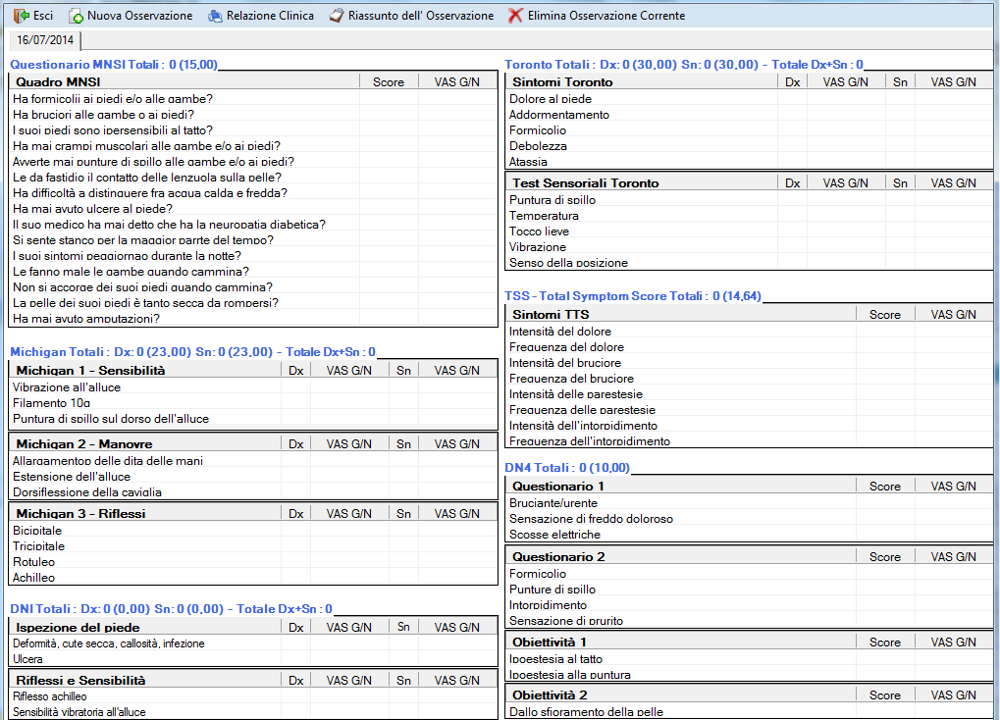 Esci Nuova Osservazione Relazione Clinica Riassunto dell' Osservazione Elimina Osservazione Corrente
16/07/2014
Questionario MNSI Totali : 0 (15,00)
Quadro MNSI Score VAS G/N
Ha formicolii ai piedi e/o alle gambe?
Ha bruciori alle gambe o ai piedi?
I suoi piedi sono ipersensibili al tatto?
Ha mai crampi muscolari alle gambe e/o ai piedi?
Avverte mai punture di spillo alle gambe e/o ai piedi?
Le da fastidio il contatto delle lenzuola sulla pelle?
Ha difficoltà a distinguere fra acqua calda e fredda?
Ha mai avuto ulcere al piede?
Il suo medico ha mai detto che ha la neuropatia diabetica?
Si sente stanco per la maggior parrte del tempo?
I suoi sintomi peggiornao durante la notte?
Le fanno male le gambe quando cammina?
Non si accorge dei suoi piedi quando cammina?
La pelle dei suoi piedi è tanto secca da rompersi?
Ha mai avuto amputazioni?
Michigan Totali : Dx: 0 (23,00) Sn: 0 (23,00) - Totale Dx+Sn : 0
Michigan 1 - Sensibilità Dx VAS G/N Sn VAS G/N
Vibrazione all'alluce
Filamento 10g
Puntura di spillo sul dorso dell'alluce
Michigan 2 - Manovre Dx VAS G/N Sn VAS G/N
Allargamentop delle dita delle mani
Estensione dell'alluce
Dorsiflessione della caviglia
Michigan 3 - Riflessi Dx VAS G/N Sn VAS G/N
Bicipitale
Tricipitale
Rotuleo
Achilleo
DNI Totali : Dx: 0 (0,00) Sn: 0 (0,00) - Totale Dx+Sn : 0
Ispezione del piede Dx VAS G/N Sn VAS G/N
Deformità, cute secca, callosità, infezione
Ulcera
Riflessi e Sensibilità Dx VAS G/N Sn VAS G/N
Riflesso achilleo
Sensibilità vibratoria all'alluce
Toronto Totali : Dx: 0 (30,00) Sn: 0 (30,00) - Totale Dx+Sn : 0
Sintomi Toronto Dx VAS G/N Sn VAS G/N
Dolore al piede
Addormentamento
Formicolio
Debolezza
Atassia
Test Sensoriali Toronto Dx VAS G/N Sn VAS G/N
Puntura di spillo
Temperatura
Tocco lieve
Vibrazione
Senso della posizione
TSS - Total Symptom Score Totali : 0 (14,64)
Sintomi TTS Score VAS G/N
Intensità del dolore
Frequenza del dolore
Intensità del bruciore
Frequenza del bruciore
Intensità delle parestesie
Frequenza delle parestesie
Intensità dell'intorpidimento
Frequenza dell'intorpidimento
DN4 Totali : 0 (10,00)
Questionario 1 Score VAS G/N
Bruciante/urente
Sensazione di freddo doloroso
Scosse elettriche
Questionario 2 Score VAS G/N
Formicolio
Punture di spillo
Intorpidimento
Sensazione di prurito
Obiettività 1 Score VAS G/N
Ipoestesia al tatto
Ipoestesia alla puntura
Obiettività 2 Score VAS G/N
Dallo sfioramento della pelle